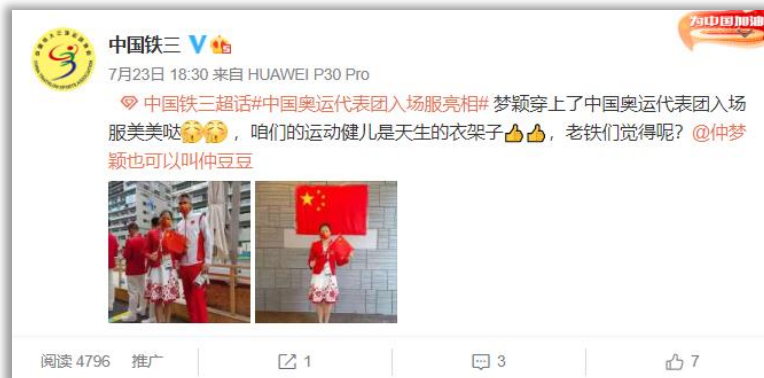 为中国加油
中国铁三
7月23日 18:30 来自 HUAWEI P30 Pro
中国铁三超话#中国奥运代表团入场服亮相# 梦颖穿上了中国奥运代表团入场
服美美哒，咱们的运动健儿是天生的衣架子，老铁们觉得呢？@仲梦
颖也可以叫仲豆豆
阅读 4796 推广 1 3 7